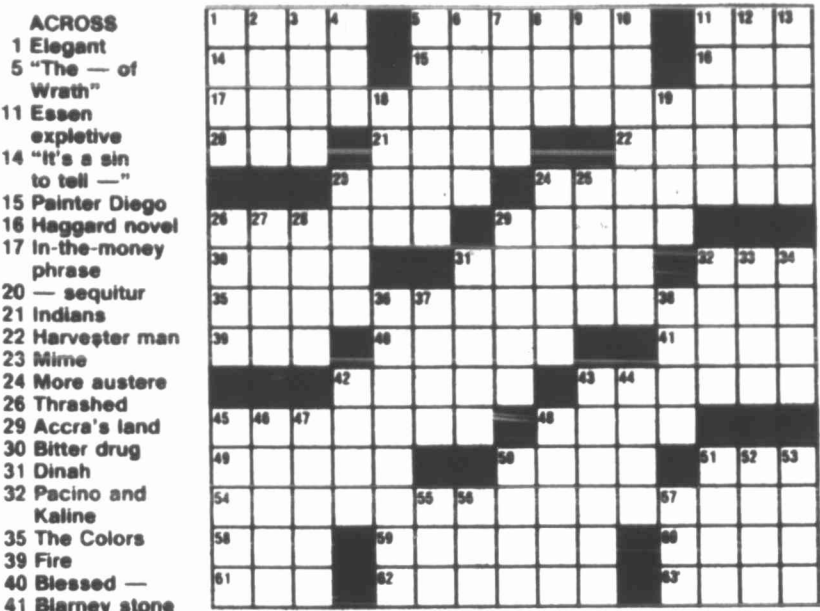 ACROSS
1 Elegant
5 “The — of
Wrath”
11 Essen
expletive
14 “It’s a sin
to tell —”
15 Painter Diego
16 Haggard novel
17 In-the-money
phrase
20 — sequitur
21 Indians
22 Harvester man
23 Mime
24 More austere
26 Thrashed
29 Accra’s land
30 Bitter drug
31 Dinah
32 Pacino and
Kaline
35 The Colors
39 Fire
40 Blessed —
41 Blarney stone
1 2 3 4 5 6 7 8 9 10 11 12 13
14 15 16
17 18 19
20 21 22
23 24 25
26 27 28 29
30 31 32 33 34
35 36 37 38
39 40 41
42 43 44
45 46 47 48
49 50 51 52 53
54 55 56 57
58 59 60
61 62 63